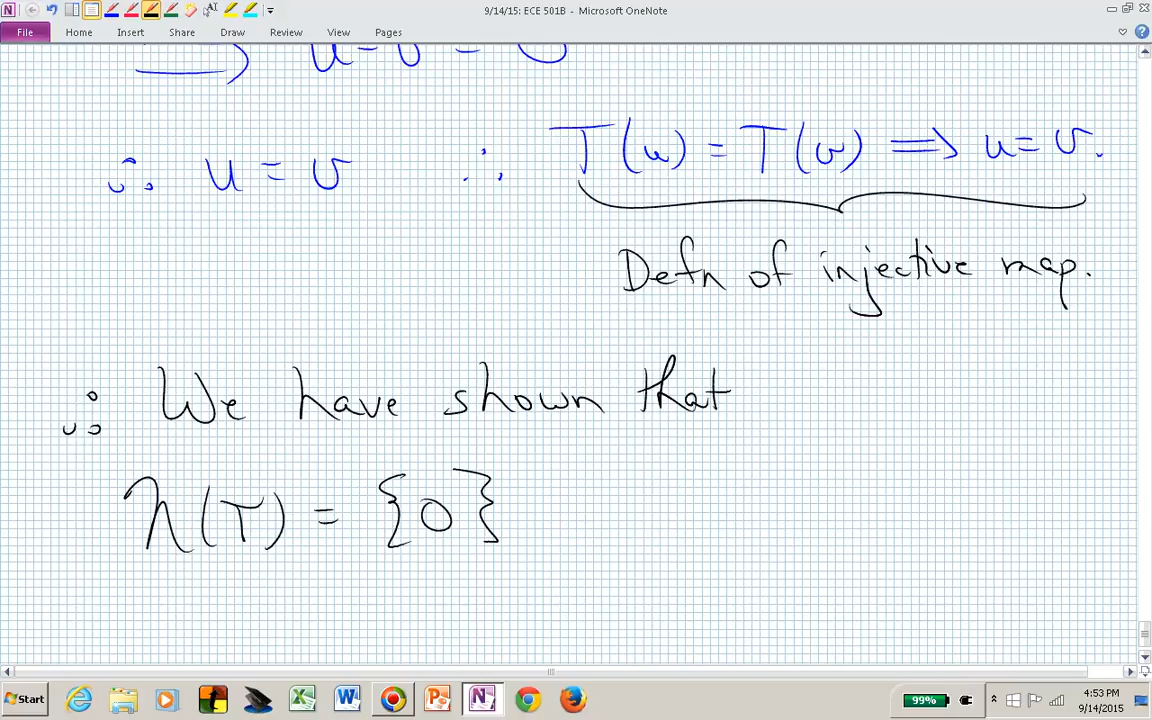 9/14/15: ECE 501B - Microsoft OneNote
File Home Insert Share Draw Review View Pages
∴ u = v ∴ T(u) = T(v) ⟹ u = v.
Defn of injective map.
∴ We have shown that
η(T) = {0}
Start 99% 4:53 PM
9/14/2015